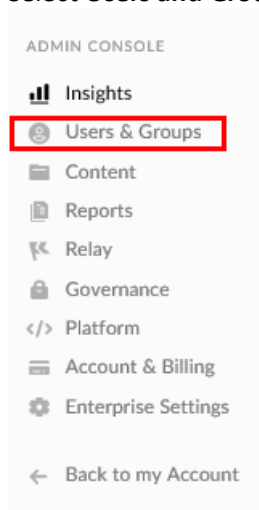 ADMIN CONSOLE
Insights
Users & Groups
Content
Reports
Relay
Governance
</> Platform
Account & Billing
Enterprise Settings
← Back to my Account